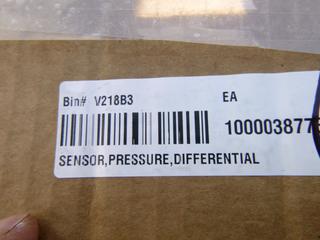 Bin# V218B3 EA
100003877
SENSOR,PRESSURE,DIFFERENTIAL